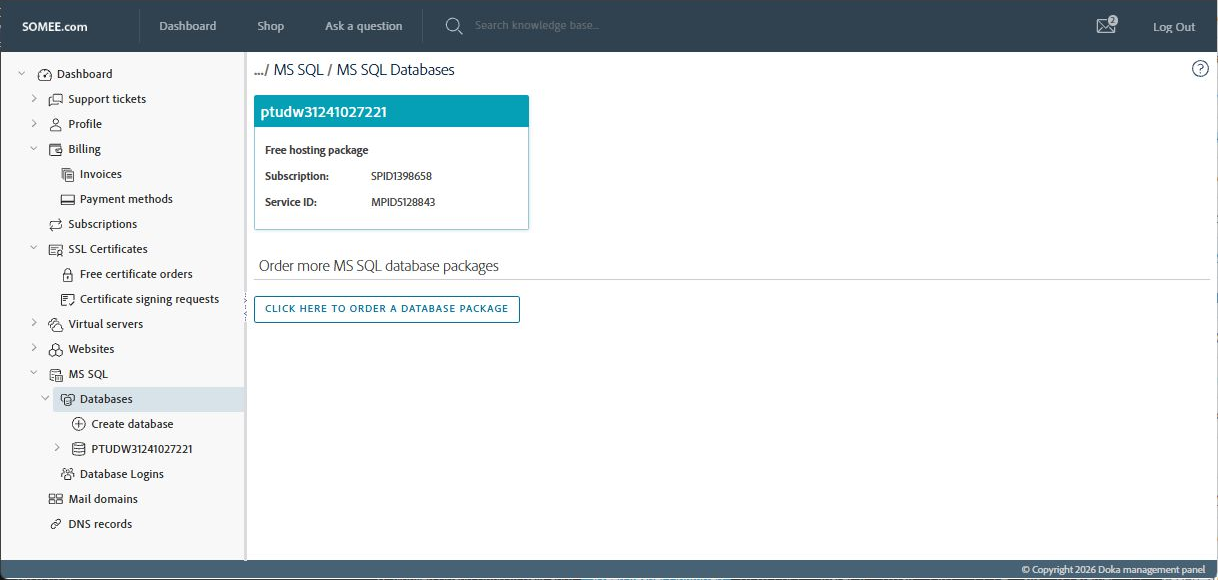 SOMEE.com
Dashboard
Shop
Ask a question
Search knowledge base...
2
Log Out
Dashboard
Support tickets
Profile
Billing
Invoices
Payment methods
Subscriptions
SSL Certificates
Free certificate orders
Certificate signing requests
Virtual servers
Websites
MS SQL
Databases
Create database
PTUDW31241027221
Database Logins
Mail domains
DNS records
.../ MS SQL / MS SQL Databases
?
ptudw31241027221
Free hosting package
Subscription: SPID1398658
Service ID: MPID5128843
Order more MS SQL database packages
CLICK HERE TO ORDER A DATABASE PACKAGE
© Copyright 2026 Doka management panel